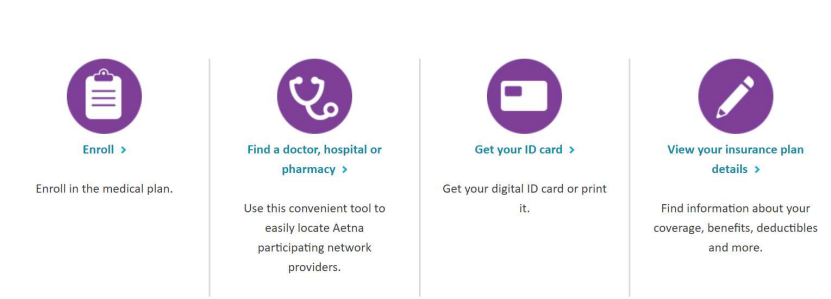 Enroll >
Enroll in the medical plan.
Find a doctor, hospital or
pharmacy >
Use this convenient tool to
easily locate Aetna
participating network
providers.
Get your ID card >
Get your digital ID card or print
it.
View your insurance plan
details >
Find information about your
coverage, benefits, deductibles
and more.